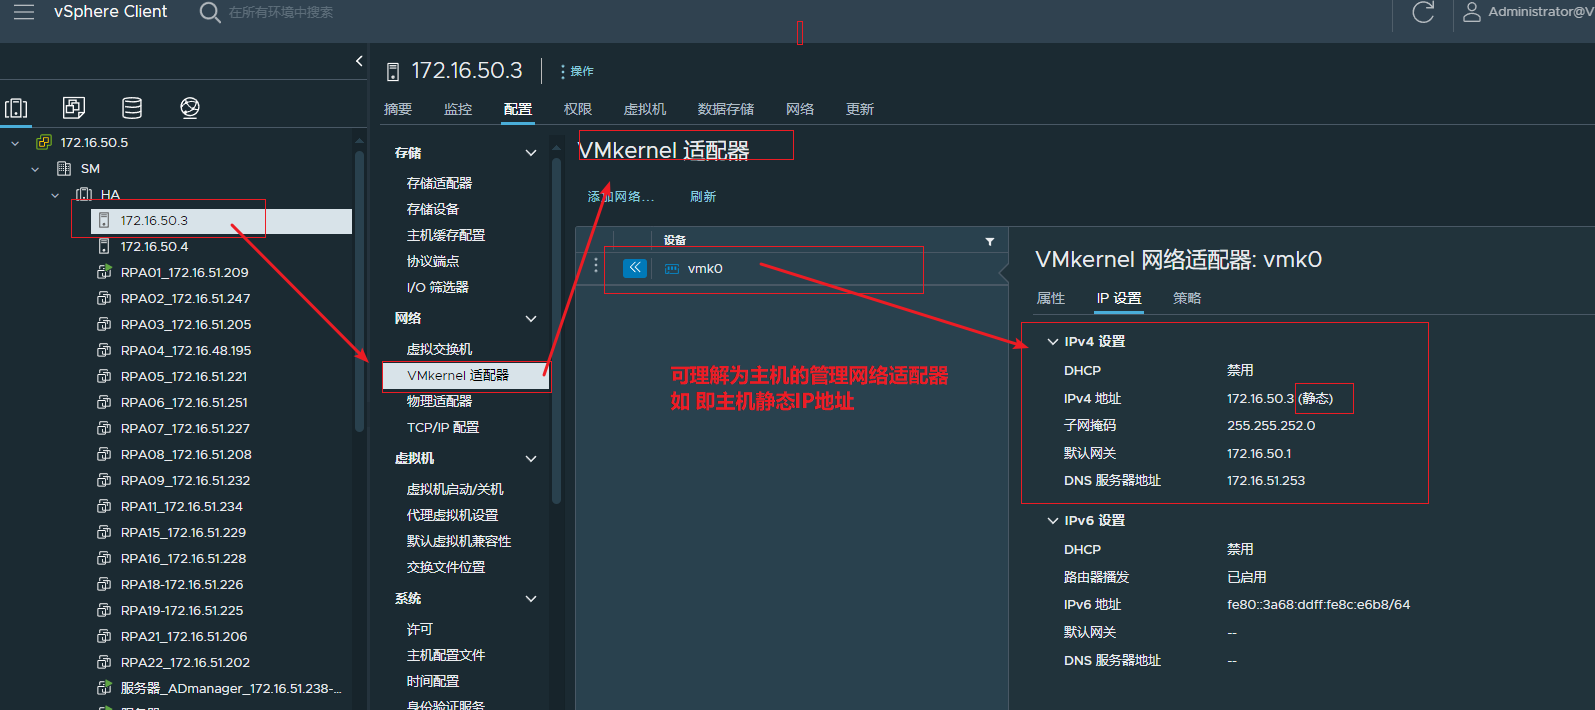 vSphere Client
在所有环境中搜索
Administrator@V
172.16.50.3
操作
摘要
监控
配置
权限
虚拟机
数据存储
网络
更新
172.16.50.5
SM
HA
172.16.50.3
172.16.50.4
RPA01_172.16.51.209
RPA02_172.16.51.247
RPA03_172.16.51.205
RPA04_172.16.48.195
RPA05_172.16.51.221
RPA06_172.16.51.251
RPA07_172.16.51.227
RPA08_172.16.51.208
RPA09_172.16.51.232
RPA11_172.16.51.234
RPA15_172.16.51.229
RPA16_172.16.51.228
RPA18-172.16.51.226
RPA19-172.16.51.225
RPA21_172.16.51.206
RPA22_172.16.51.202
服务器_ADmanager_172.16.51.238-...
服务器
存储
存储适配器
存储设备
主机缓存配置
协议端点
I/O 筛选器
网络
虚拟交换机
VMkernel 适配器
物理适配器
TCP/IP 配置
虚拟机
虚拟机启动/关机
代理虚拟机设置
默认虚拟机兼容性
交换文件位置
系统
许可
主机配置文件
时间配置
身份验证服务
VMkernel 适配器
添加网络...
刷新
设备
vmk0
可理解为主机的管理网络适配器
如 即主机静态IP地址
VMkernel 网络适配器: vmk0
属性
IP 设置
策略
IPv4 设置
DHCP 禁用
IPv4 地址 172.16.50.3 (静态)
子网掩码 255.255.252.0
默认网关 172.16.50.1
DNS 服务器地址 172.16.51.253
IPv6 设置
DHCP 禁用
路由器播发 已启用
IPv6 地址 fe80::3a68:ddff:fe8c:e6b8/64
默认网关 --
DNS 服务器地址 --